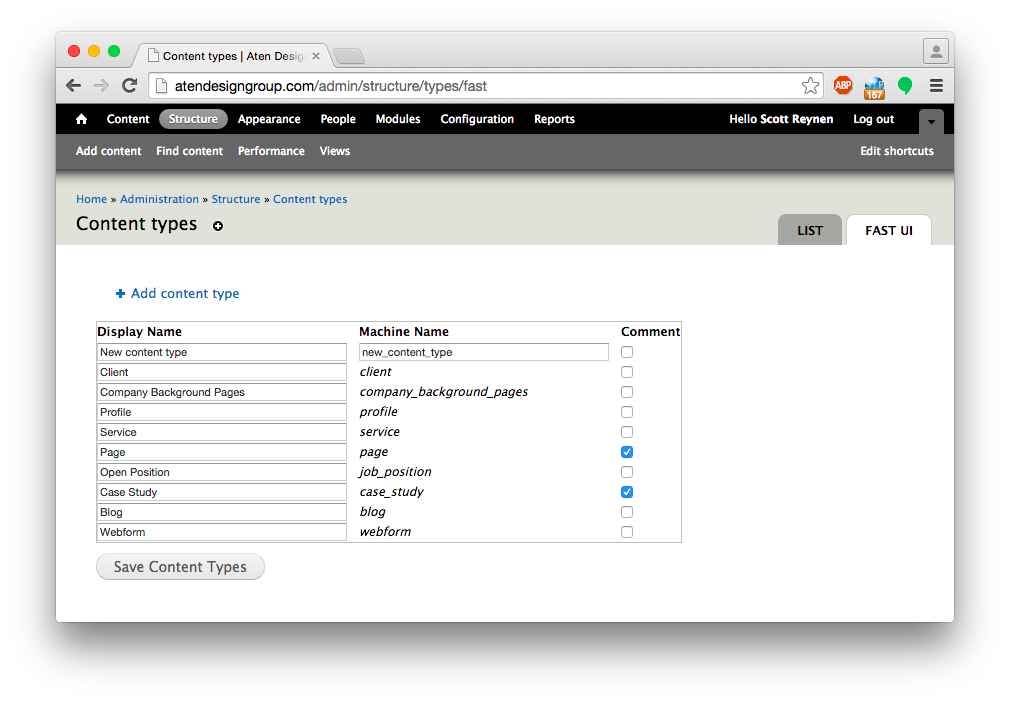 Content types | Aten Desig
atendesigngroup.com/admin/structure/types/fast
ABP
157
Content Structure Appearance People Modules Configuration Reports Hello Scott Reynen Log out
Add content Find content Performance Views Edit shortcuts
Home » Administration » Structure » Content types
Content types
LIST FAST UI
+ Add content type
Display Name Machine Name Comment
New content type new_content_type
Client client
Company Background Pages company_background_pages
Profile profile
Service service
Page page
Open Position job_position
Case Study case_study
Blog blog
Webform webform
Save Content Types